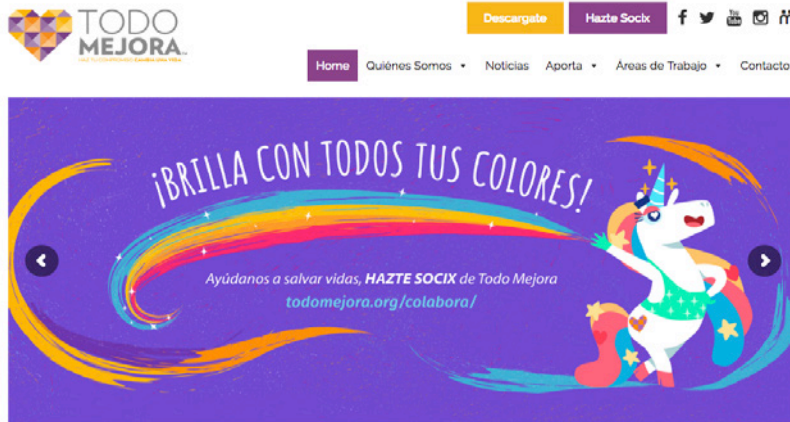 TODO
MEJORA
Descargate
Hazte Socix
Home
Quiénes Somos
Noticias
Aporta
Áreas de Trabajo
Contacto
¡BRILLA CON TODOS TUS COLORES!
Ayúdanos a salvar vidas, HAZTE SOCIX de Todo Mejora
todomejora.org/colabora/